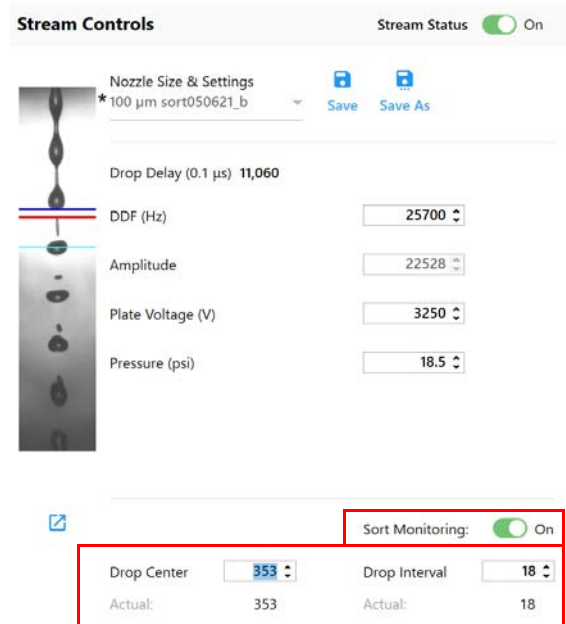 Stream Controls
Stream Status On
Nozzle Size & Settings
* 100 µm sort050621_b
Save Save As
Drop Delay (0.1 µs) 11,060
DDF (Hz) 25700
Amplitude 22528
Plate Voltage (V) 3250
Pressure (psi) 18.5
Sort Monitoring: On
Drop Center 353 Drop Interval 18
Actual: 353 Actual: 18